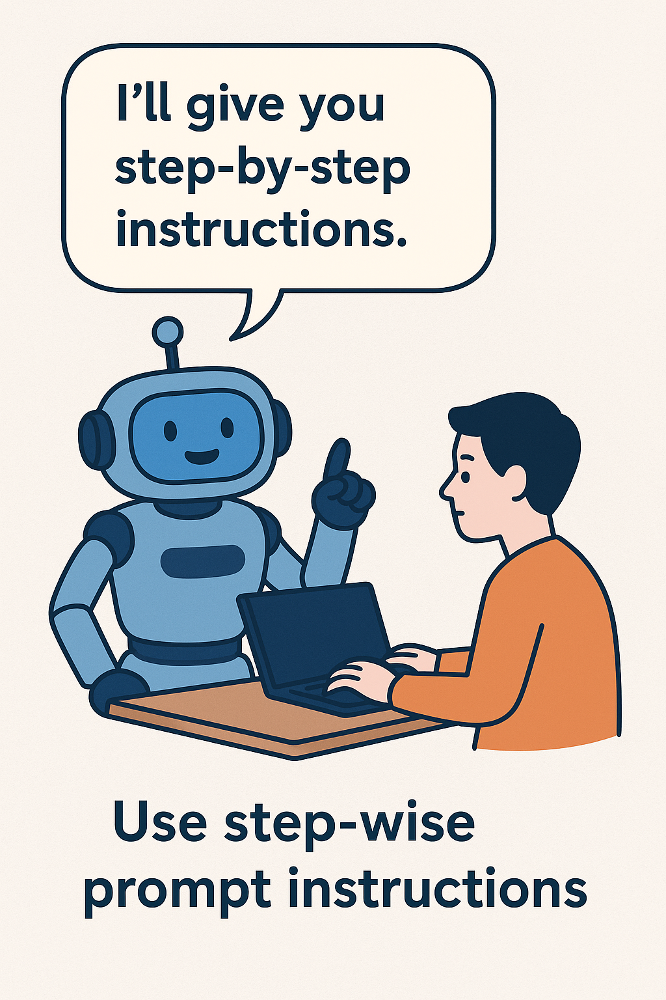 I’ll give you
step-by-step
instructions.
Use step-wise
prompt instructions